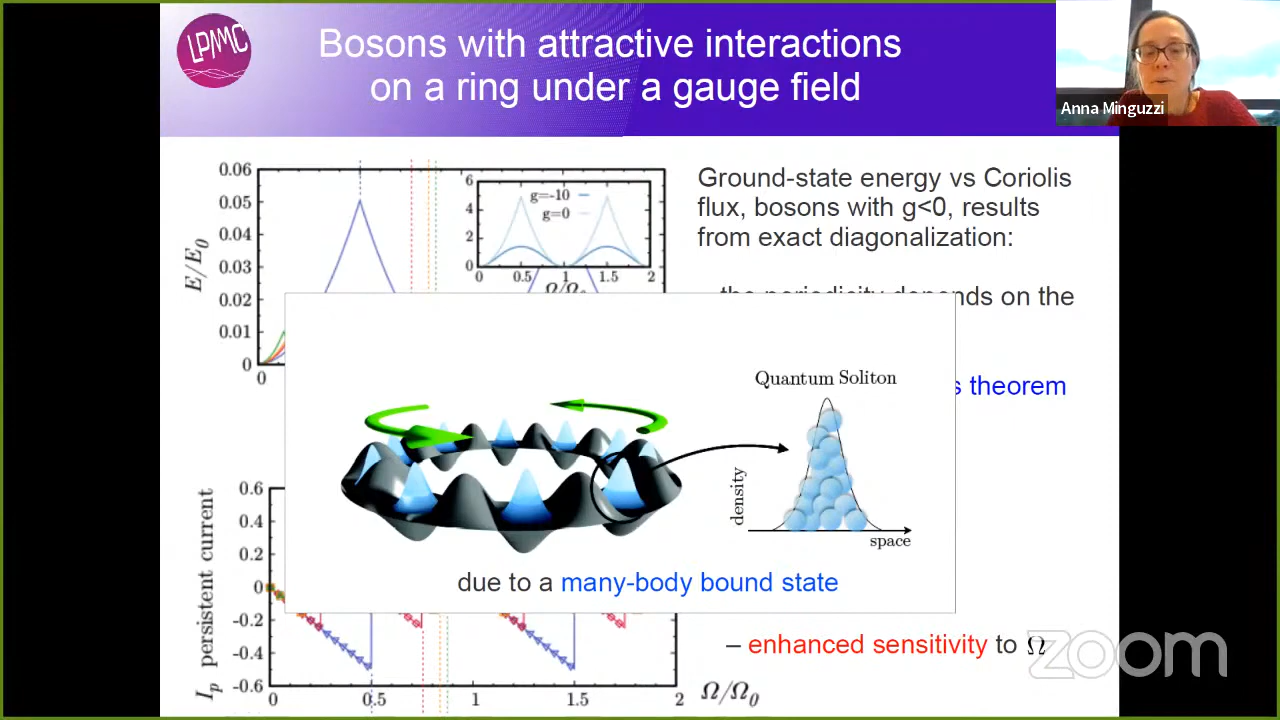 LPMMC
Bosons with attractive interactions
on a ring under a gauge field
Anna Minguzzi
0.06
0.05
0.04
0.03
0.02
0.01
0
E/E0
0
6
4
2
0
g=-10
g=0
0
0.5
1
1.5
2
Ω/Ω0
Ground-state energy vs Coriolis
flux, bosons with g<0, results
from exact diagonalization:
the periodicity depends on the
s theorem
Quantum Soliton
density
space
due to a many-body bound state
0.6
0.4
0.2
0
-0.2
-0.4
-0.6
Ip persistent current
0
0.5
1
1.5
2
Ω/Ω0
– enhanced sensitivity to Ω
zoom